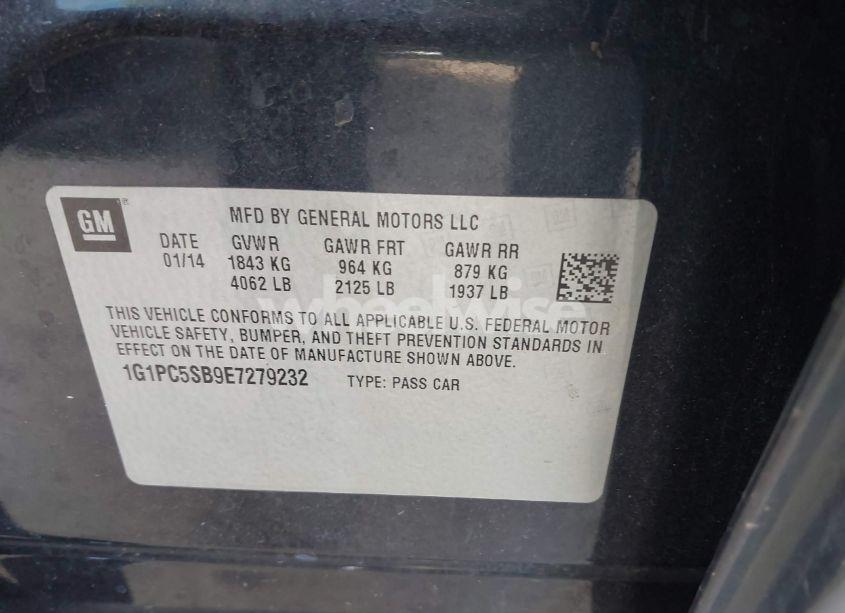 GM
MFD BY GENERAL MOTORS LLC
DATE GVWR GAWR FRT GAWR RR
01/14 1843 KG 964 KG 879 KG
4062 LB 2125 LB 1937 LB
wheelwise
THIS VEHICLE CONFORMS TO ALL APPLICABLE U.S. FEDERAL MOTOR
VEHICLE SAFETY, BUMPER, AND THEFT PREVENTION STANDARDS IN
EFFECT ON THE DATE OF MANUFACTURE SHOWN ABOVE.
1G1PC5SB9E7279232 TYPE: PASS CAR